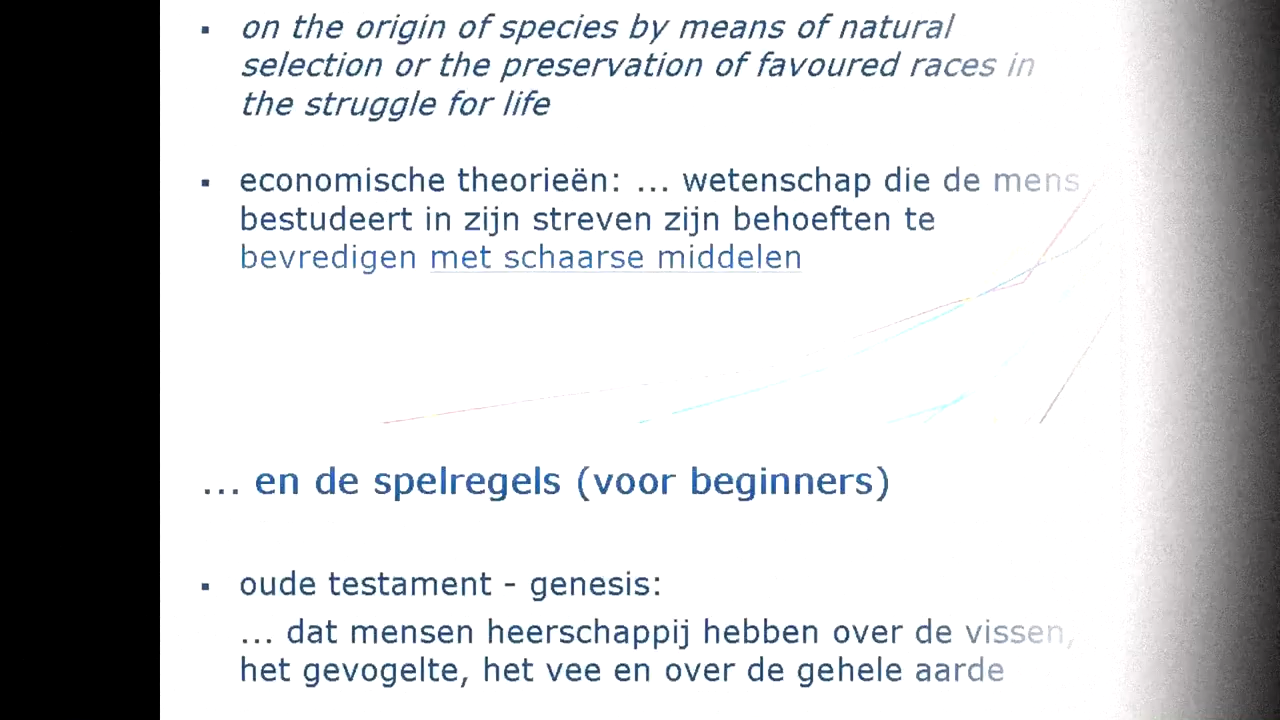 ▪ on the origin of species by means of natural
selection or the preservation of favoured races in
the struggle for life
▪ economische theorieën: ... wetenschap die de mens
bestudeert in zijn streven zijn behoeften te
bevredigen met schaarse middelen
... en de spelregels (voor beginners)
▪ oude testament - genesis:
... dat mensen heerschappij hebben over de vissen,
het gevogelte, het vee en over de gehele aarde